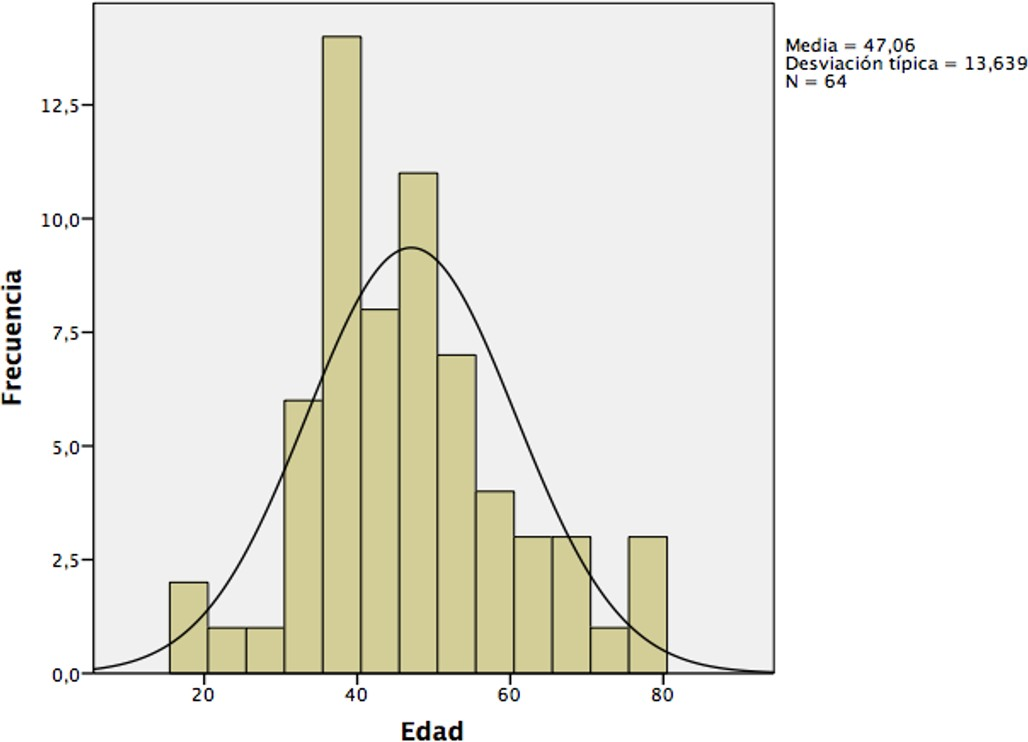 Media = 47,06
Desviación típica = 13,639
N = 64
12,5
10,0
7,5
5,0
2,5
0,0
Frecuencia
20 40 60 80
Edad